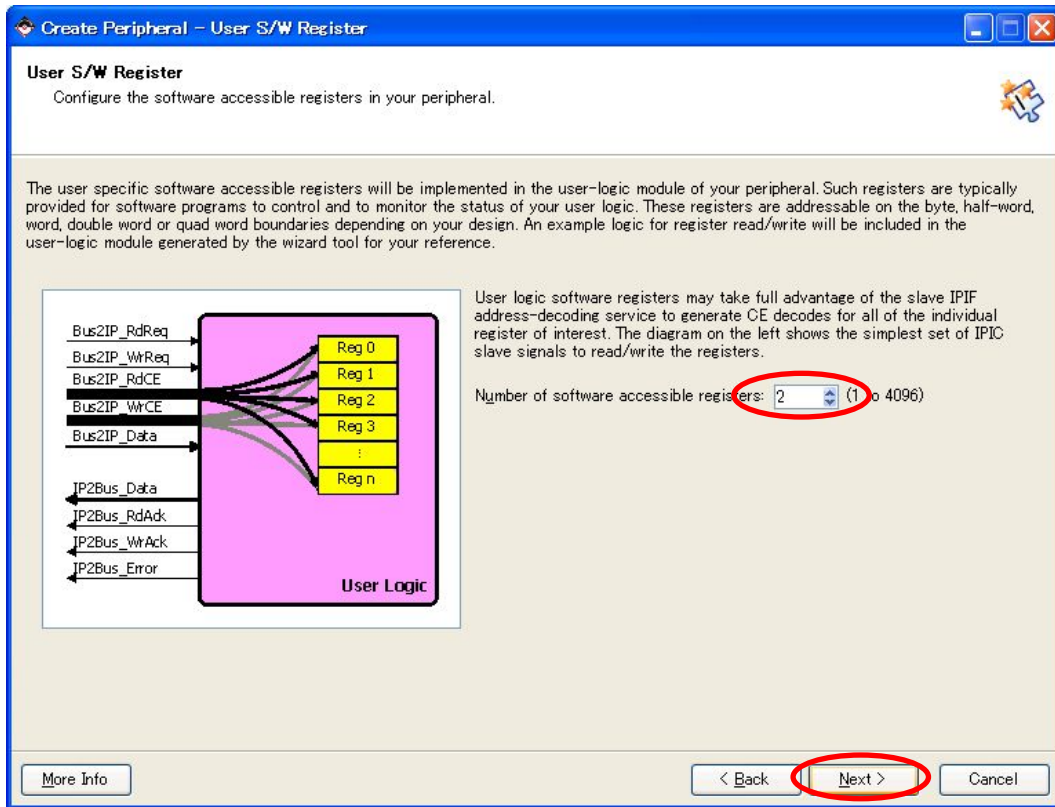 Create Peripheral - User S/W Register
User S/W Register
Configure the software accessible registers in your peripheral.
The user specific software accessible registers will be implemented in the user-logic module of your peripheral. Such registers are typically
provided for software programs to control and to monitor the status of your user logic. These registers are addressable on the byte, half-word,
word, double word or quad word boundaries depending on your design. An example logic for register read/write will be included in the
user-logic module generated by the wizard tool for your reference.
Bus2IP_RdReq
Bus2IP_WrReq
Bus2IP_RdCE
Bus2IP_WrCE
Bus2IP_Data
IP2Bus_Data
IP2Bus_RdAck
IP2Bus_WrAck
IP2Bus_Error
Reg 0
Reg 1
Reg 2
Reg 3
:
Reg n
User Logic
User logic software registers may take full advantage of the slave IPIF
address-decoding service to generate CE decodes for all of the individual
register of interest. The diagram on the left shows the simplest set of IPIC
slave signals to read/write the registers.
Number of software accessible registers: 2 (1 to 4096)
More Info
< Back
Next >
Cancel